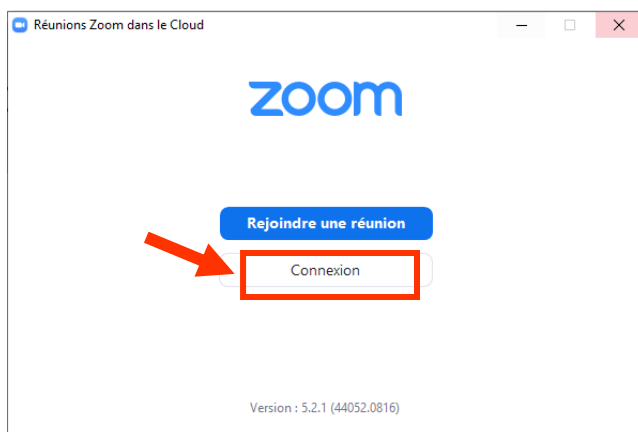 Réunions Zoom dans le Cloud
zoom
Rejoindre une réunion
Connexion
Version : 5.2.1 (44052.0816)